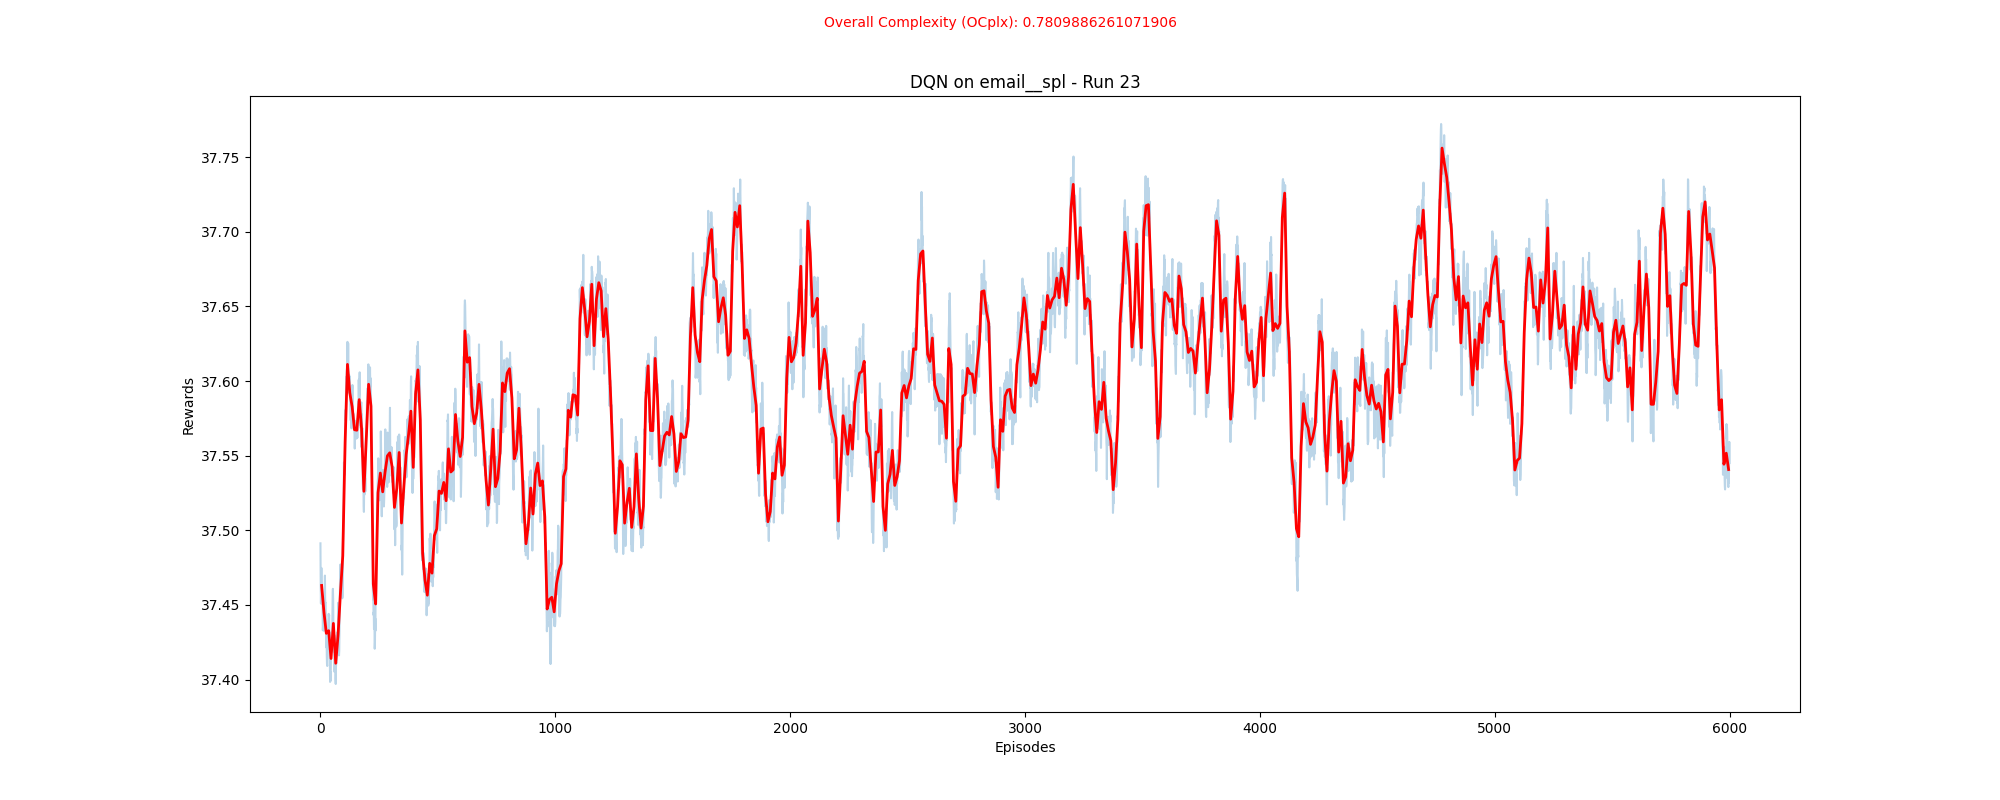 Overall Complexity (OCplx): 0.7809886261071906
DQN on email__spl - Run 23
Rewards
37.75
37.70
37.65
37.60
37.55
37.50
37.45
37.40
0 1000 2000 3000 4000 5000 6000
Episodes